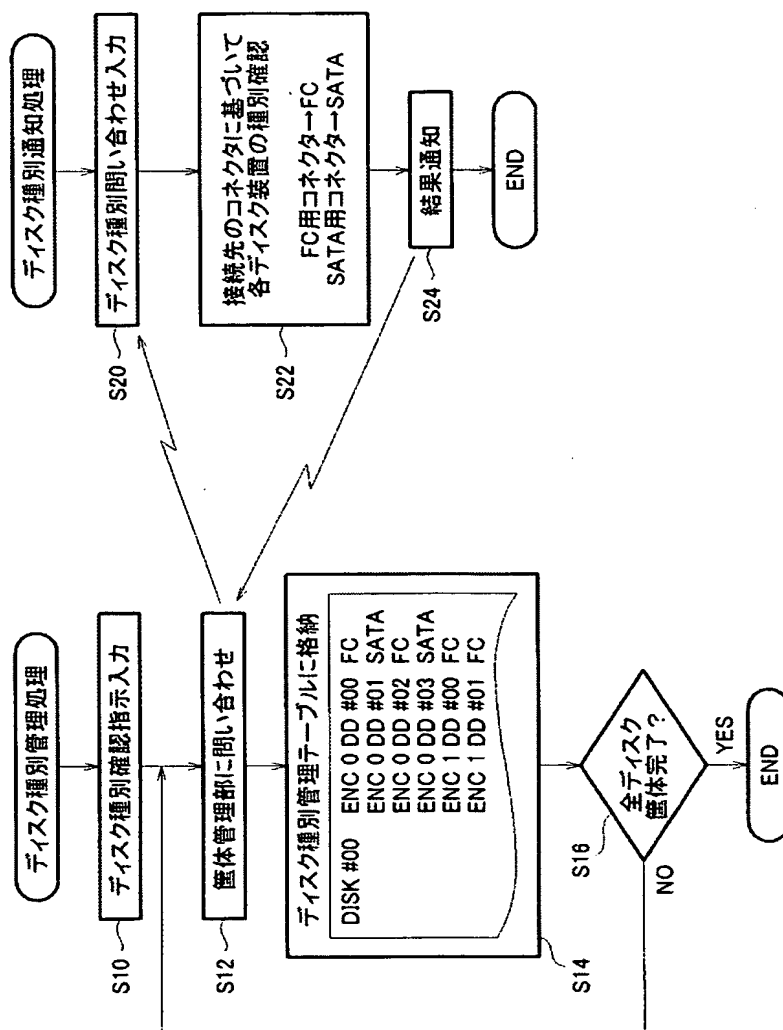 ディスク種別管理処理
S10
ディスク種別確認指示入力
S12
筐体管理部に問い合わせ
S14
ディスク種別管理テーブルに格納
DISK #00 ENC 0 DD #00 FC
ENC 0 DD #01 SATA
ENC 0 DD #02 FC
ENC 0 DD #03 SATA
ENC 1 DD #00 FC
ENC 1 DD #01 FC
S16
全ディスク
筐体完了？
NO
YES
END
ディスク種別通知処理
S20
ディスク種別問い合わせ入力
S22
接続先のコネクタに基づいて
各ディスク装置の種別確認
FC用コネクタ→FC
SATA用コネクタ→SATA
S24
結果通知
END